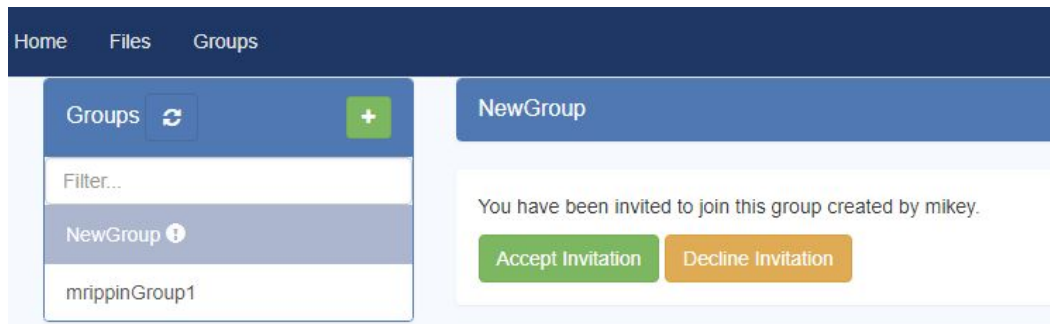 Home Files Groups
Groups
NewGroup
Filter...
NewGroup
mrippinGroup1
You have been invited to join this group created by mikey.
Accept Invitation Decline Invitation